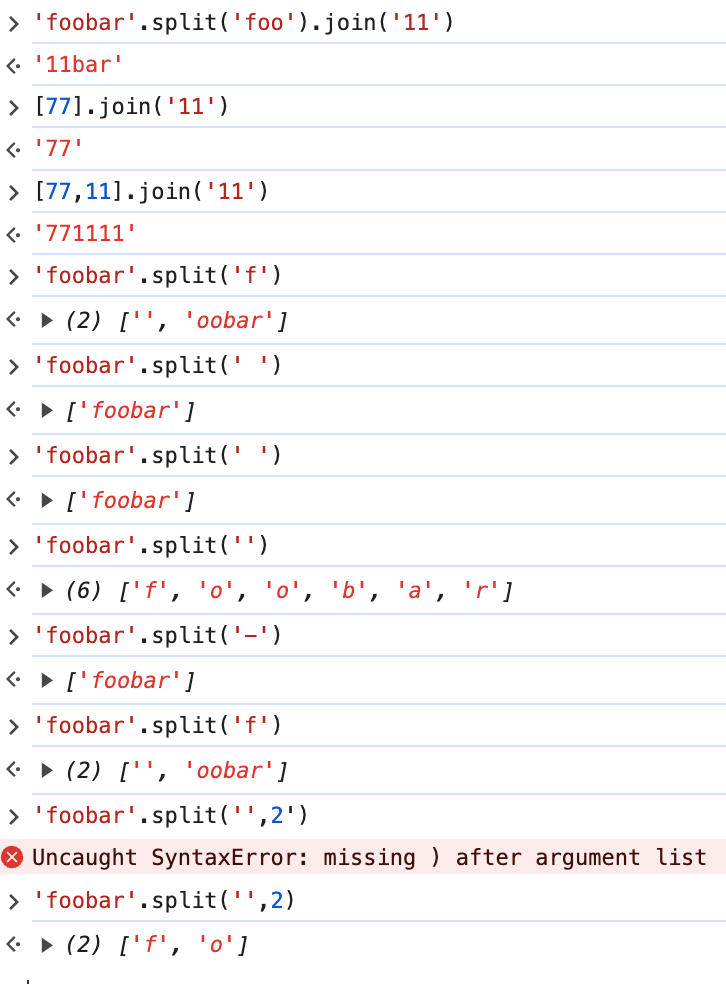 'foobar'.split('foo').join('11')
'11bar'
[77].join('11')
'77'
[77,11].join('11')
'771111'
'foobar'.split('f')
(2) ['', 'oobar']
'foobar'.split(' ')
['foobar']
'foobar'.split(' ')
['foobar']
'foobar'.split('')
(6) ['f', 'o', 'o', 'b', 'a', 'r']
'foobar'.split('-')
['foobar']
'foobar'.split('f')
(2) ['', 'oobar']
'foobar'.split('',2')
Uncaught SyntaxError: missing ) after argument list
'foobar'.split('',2)
(2) ['f', 'o']